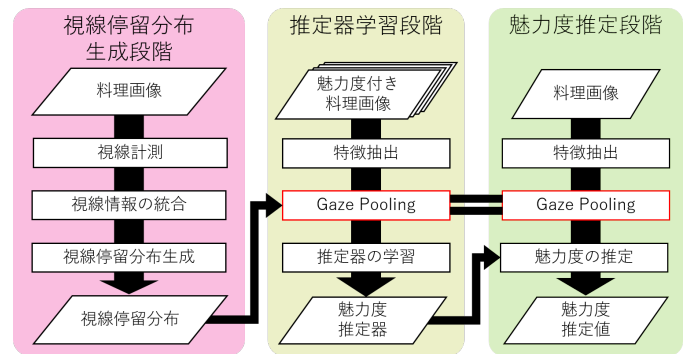 視線停留分布
生成段階
料理画像
視線計測
視線情報の統合
視線停留分布生成
視線停留分布
推定器学習段階
魅力度付き
料理画像
特徴抽出
Gaze Pooling
推定器の学習
魅力度
推定器
魅力度推定段階
料理画像
特徴抽出
Gaze Pooling
魅力度の推定
魅力度
推定値